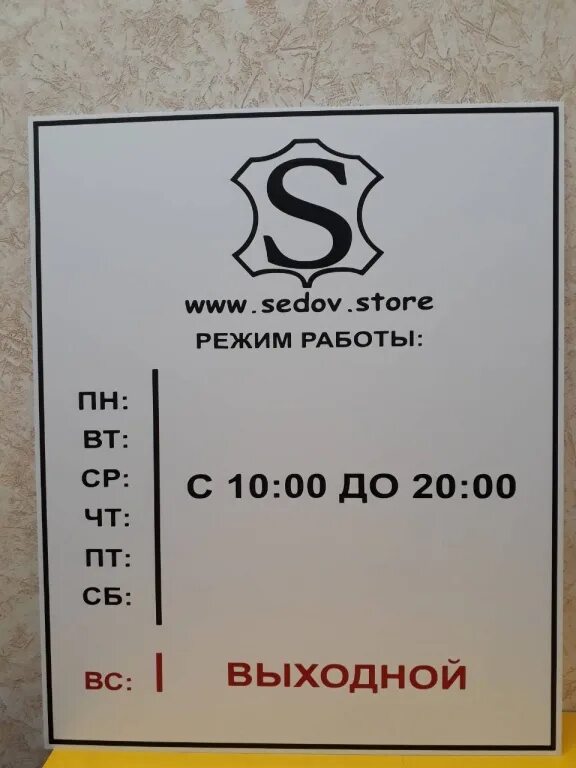 S
www.sedov.store
РЕЖИМ РАБОТЫ:
ПН:
ВТ:
СР:
С 10:00 ДО 20:00
ЧТ:
ПТ:
СБ:
ВС: ВЫХОДНОЙ